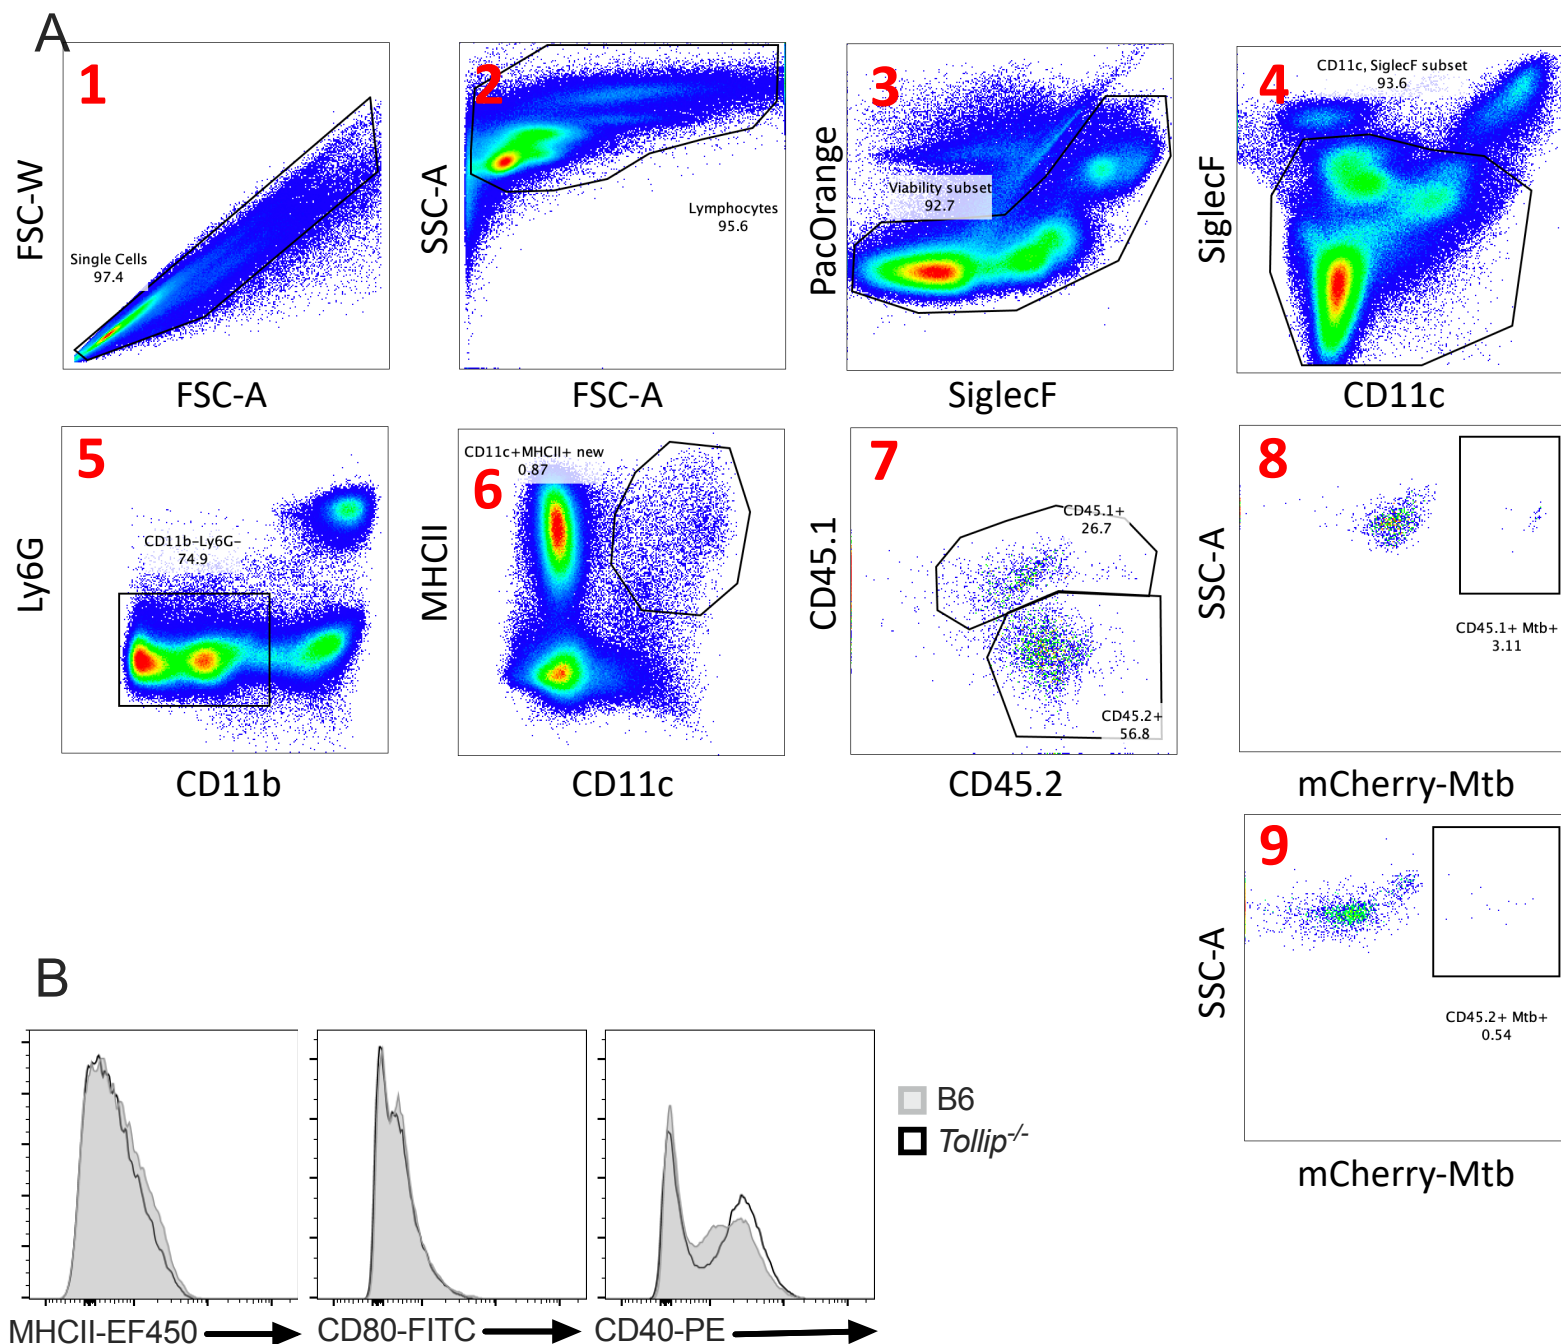 A
1
FSC-W
Single Cells
97.4
FSC-A
2
SSC-A
Lymphocytes
95.6
FSC-A
3
PacOrange
Viability subset
92.7
SiglecF
4
SiglecF
CD11c, SiglecF subset
93.6
CD11c
5
Ly6G
CD11b-Ly6G-
74.9
CD11b
6
MHCII
CD11c+MHCII+ new
0.87
CD11c
7
CD45.1
CD45.1+
26.7
CD45.2+
56.8
CD45.2
8
SSC-A
CD45.1+ Mtb+
3.11
mCherry-Mtb
9
SSC-A
CD45.2+ Mtb+
0.54
mCherry-Mtb
B
MHCII-EF450
CD80-FITC
CD40-PE
B6
Tollip-/-